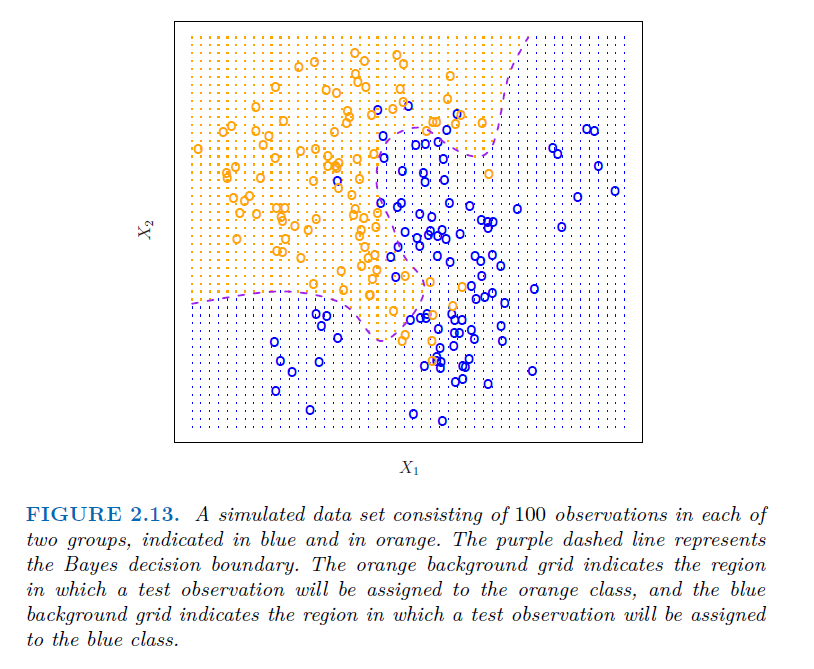 X₂
X₁
FIGURE 2.13. A simulated data set consisting of 100 observations in each of
two groups, indicated in blue and in orange. The purple dashed line represents
the Bayes decision boundary. The orange background grid indicates the region
in which a test observation will be assigned to the orange class, and the blue
background grid indicates the region in which a test observation will be assigned
to the blue class.